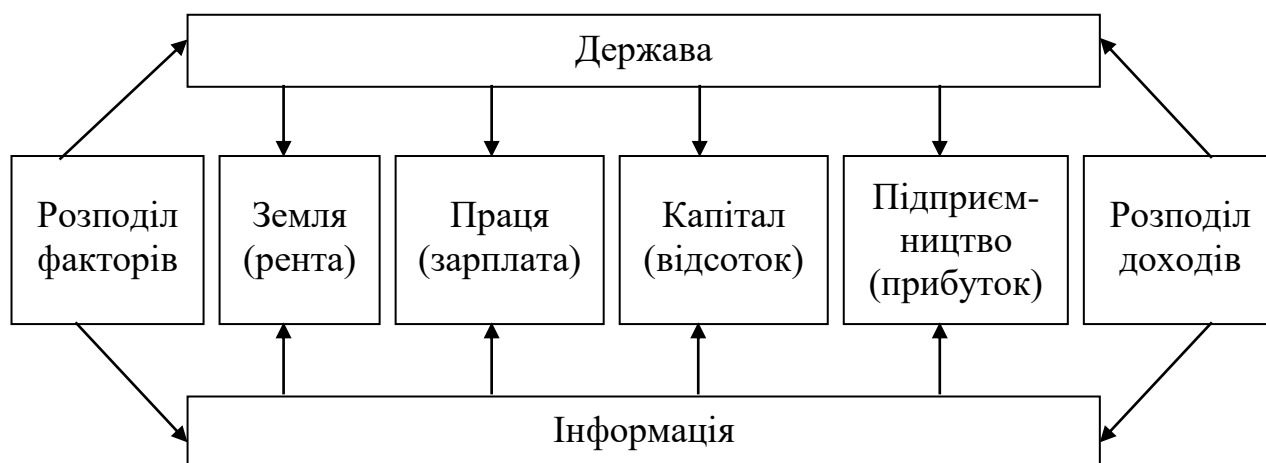 Держава
Розподіл
факторів
Земля
(рента)
Праця
(зарплата)
Капітал
(відсоток)
Підприєм-
ництво
(прибуток)
Розподіл
доходів
Інформація